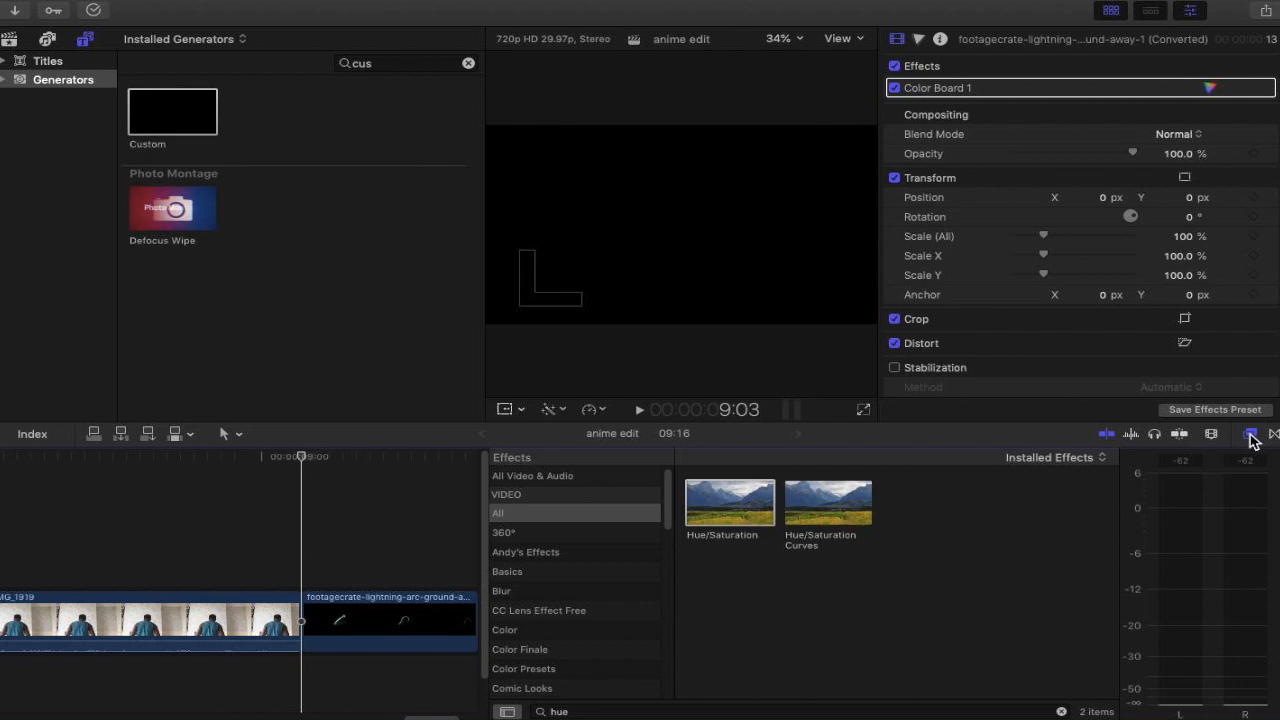 Installed Generators
720p HD 29.97p, Stereo
anime edit
34%
View
footagecrate-lightning-...und-away-1 (Converted)
00:00:00:13
Titles
Generators
cus
Custom
Photo Montage
Defocus Wipe
Effects
Color Board 1
Compositing
Blend Mode
Normal
Opacity
100.0 %
Transform
Position
X
0 px
Y
0 px
Rotation
0 °
Scale (All)
100 %
Scale X
100.0 %
Scale Y
100.0 %
Anchor
X
0 px
Y
0 px
Crop
Distort
Stabilization
Method
Automatic
Save Effects Preset
00:00:00:9:03
Index
anime edit
09:16
00:00:09:00
MG_1919
footagecrate-lightning-arc-ground-a...
Effects
Installed Effects
All Video & Audio
VIDEO
All
360°
Andy's Effects
Basics
Blur
CC Lens Effect Free
Color
Color Finale
Color Presets
Comic Looks
Hue/Saturation
Hue/Saturation
Curves
hue
2 items
-62
-62
6
0
-6
-12
-20
-30
-50
-∞
L
R